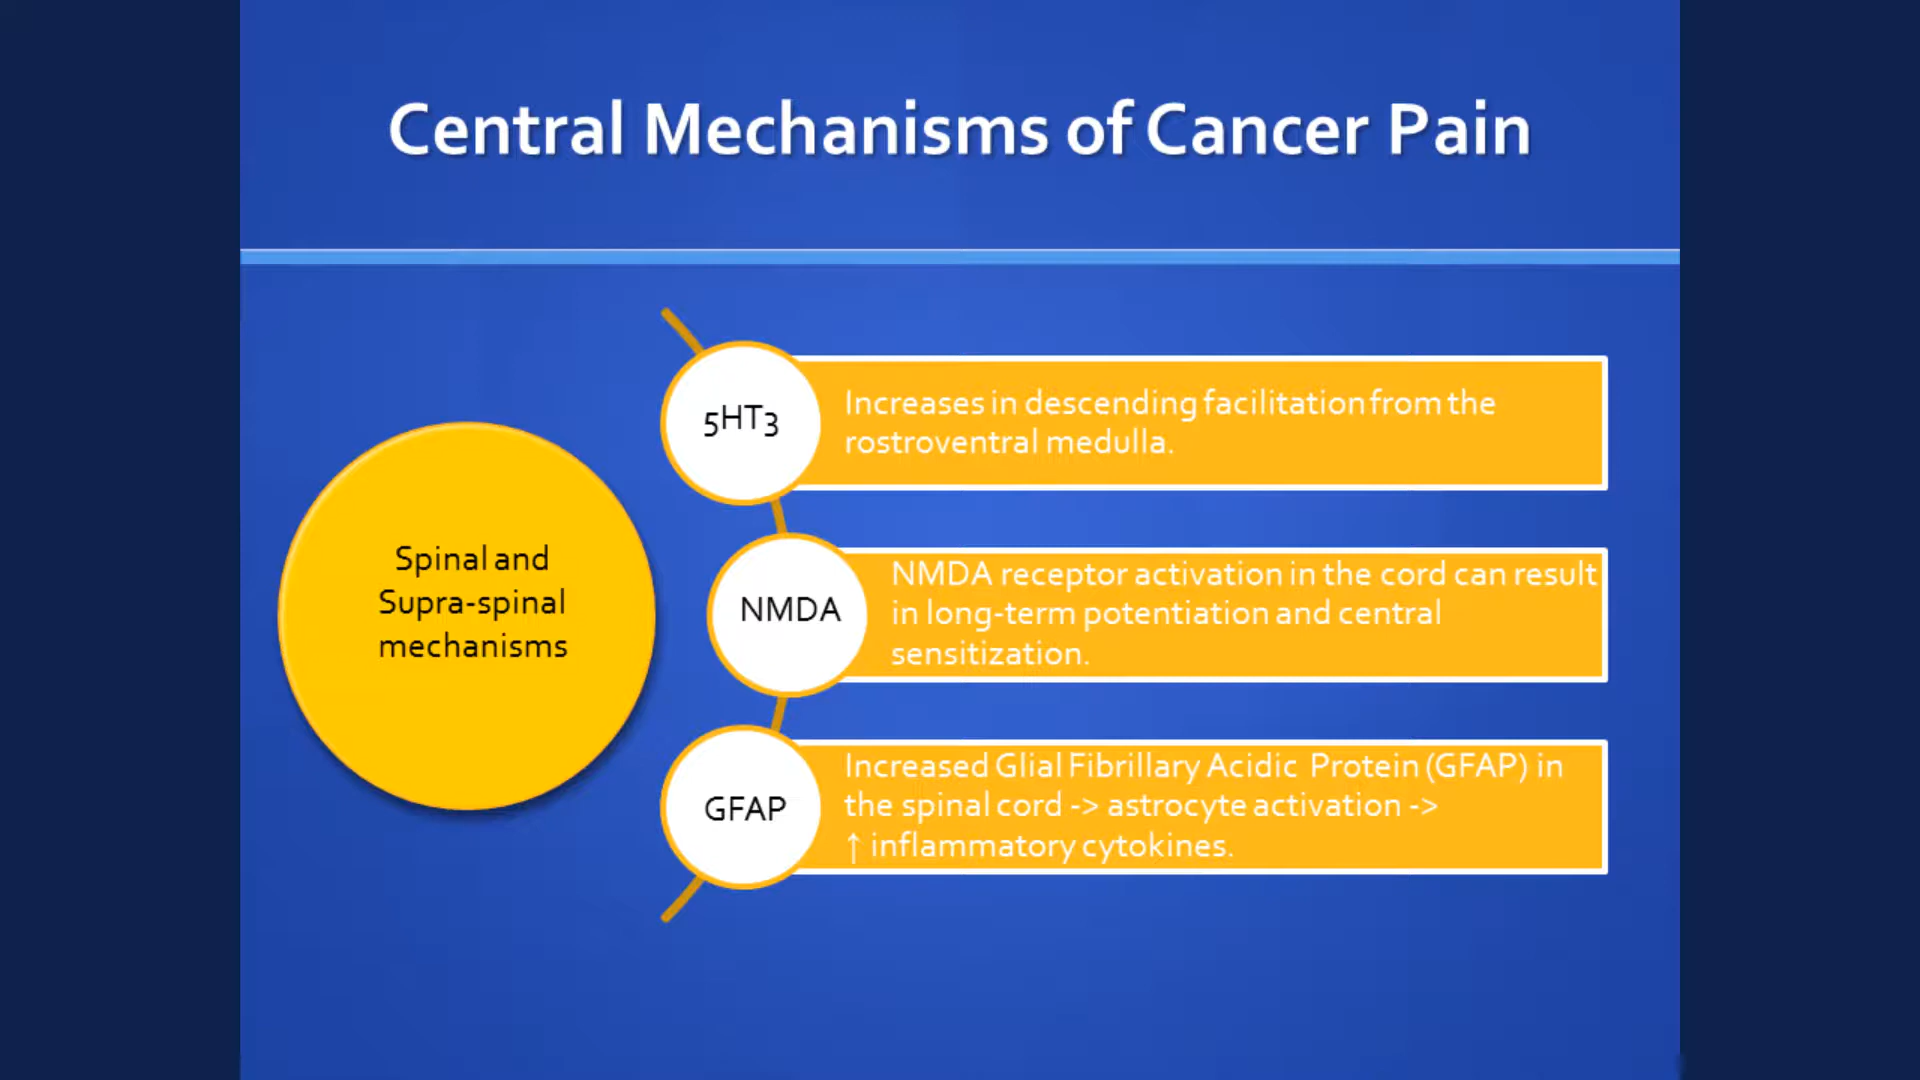 Central Mechanisms of Cancer Pain
Spinal and
Supra-spinal
mechanisms
5HT3
Increases in descending facilitation from the
rostroventral medulla.
NMDA
NMDA receptor activation in the cord can result
in long-term potentiation and central
sensitization.
GFAP
Increased Glial Fibrillary Acidic Protein (GFAP) in
the spinal cord -> astrocyte activation ->
↑ inflammatory cytokines.